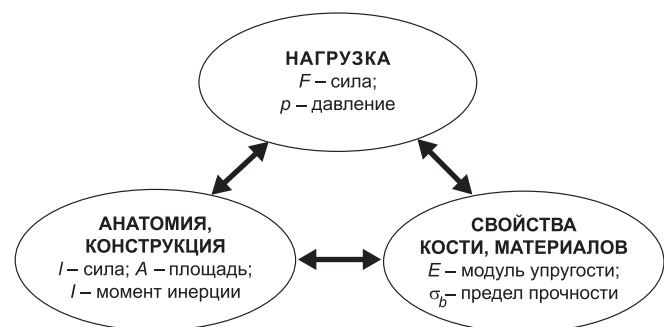 НАГРУЗКА
F – сила;
p – давление
АНАТОМИЯ,
КОНСТРУКЦИЯ
l – сила; A – площадь;
I – момент инерции
СВОЙСТВА
КОСТИ, МАТЕРИАЛОВ
E – модуль упругости;
σb – предел прочности